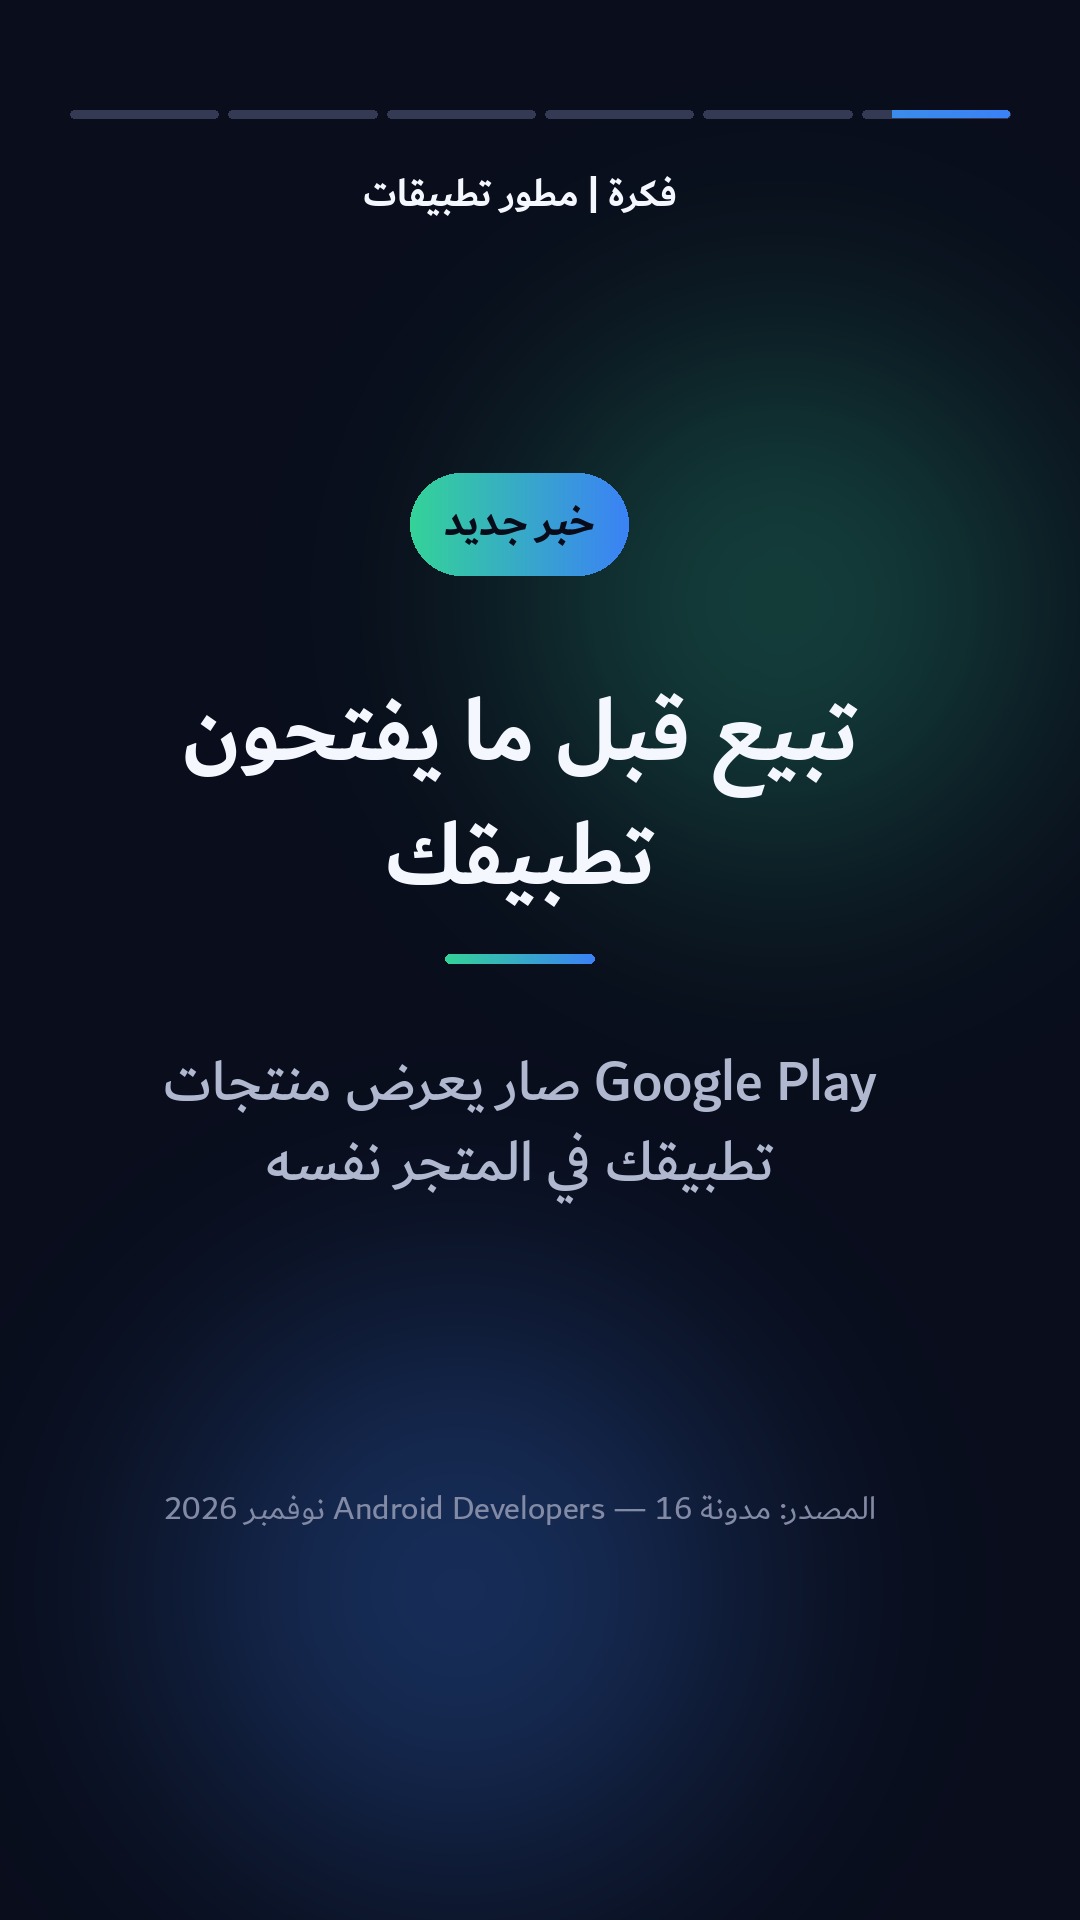 فكرة | مطور تطبيقات
خبر جديد
تبيع قبل ما يفتحون
تطبيقك
Google Play صار يعرض منتجات
تطبيقك في المتجر نفسه
المصدر: مدونة Android Developers — 16 نوفمبر 2026